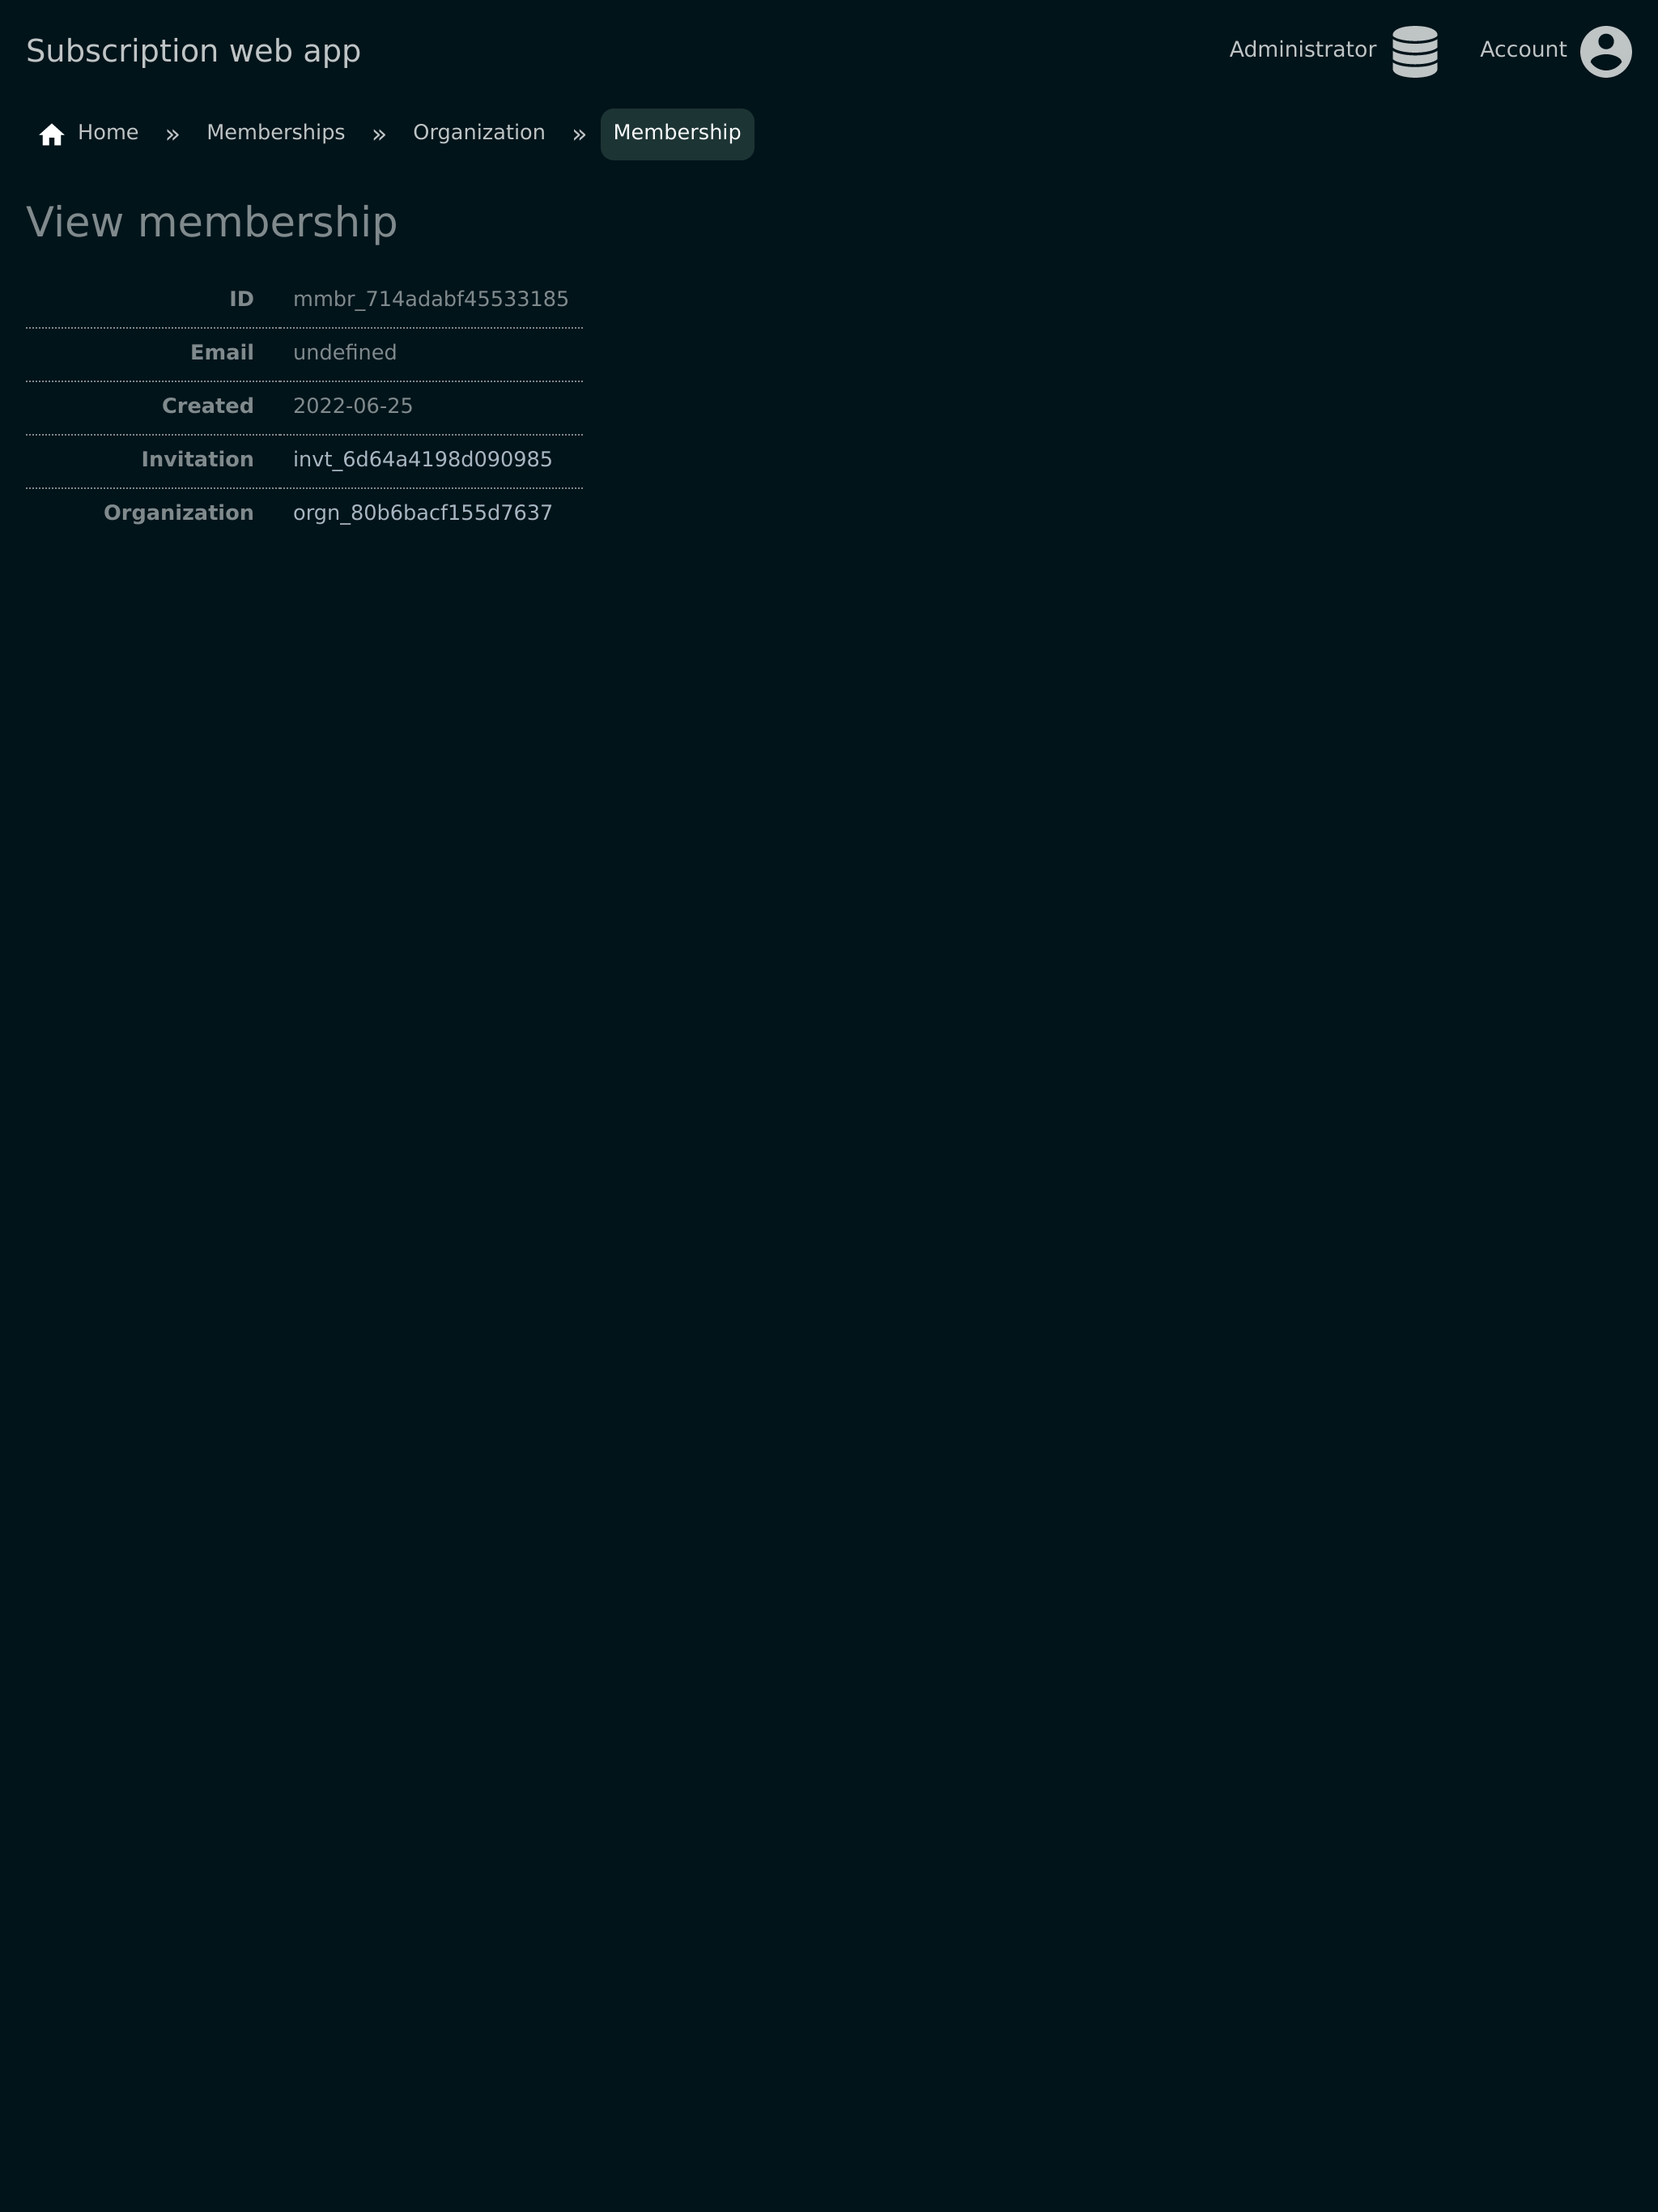 Subscription web app
Administrator
Account
Home » Memberships » Organization » Membership
View membership
ID mmbr_714adabf45533185
Email undefined
Created 2022-06-25
Invitation invt_6d64a4198d090985
Organization orgn_80b6bacf155d7637